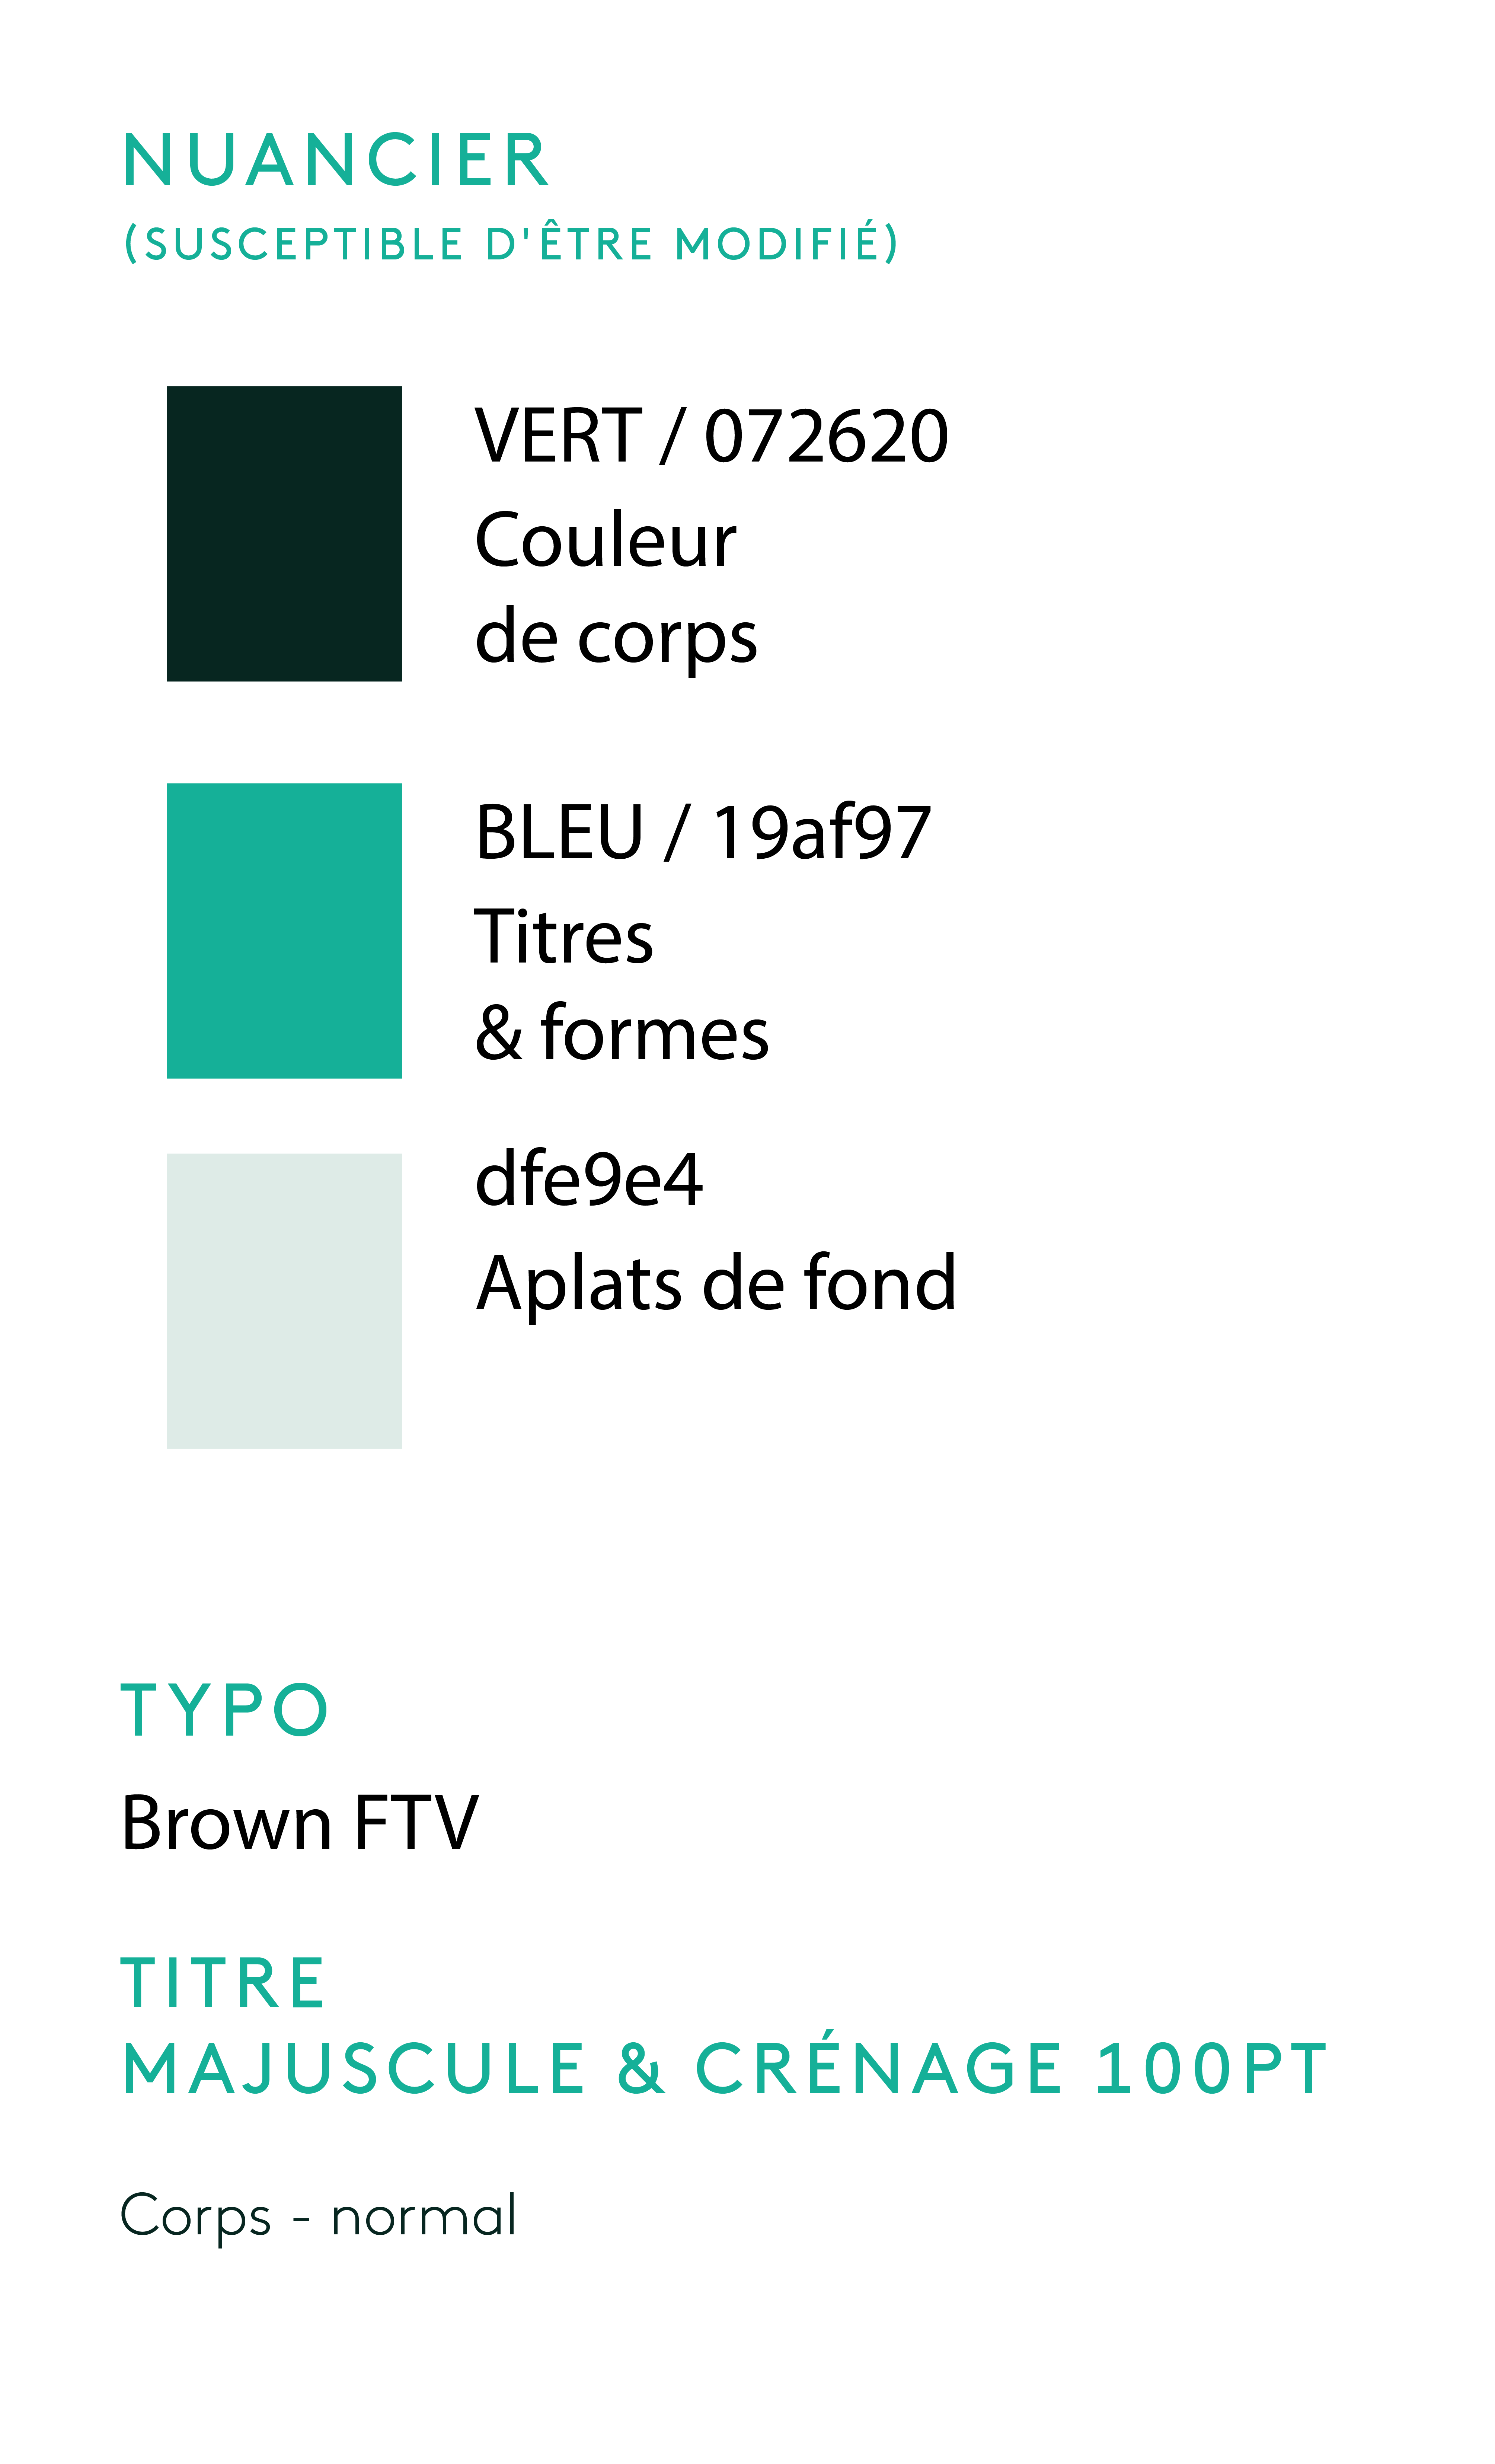 NUANCIER
(SUSCEPTIBLE D'ÊTRE MODIFIÉ)
VERT / 072620
Couleur
de corps
BLEU / 19af97
Titres
& formes
dfe9e4
Aplats de fond
TYPO
Brown FTV
TITRE
MAJUSCULE & CRÉNAGE 100PT
Corps - normal